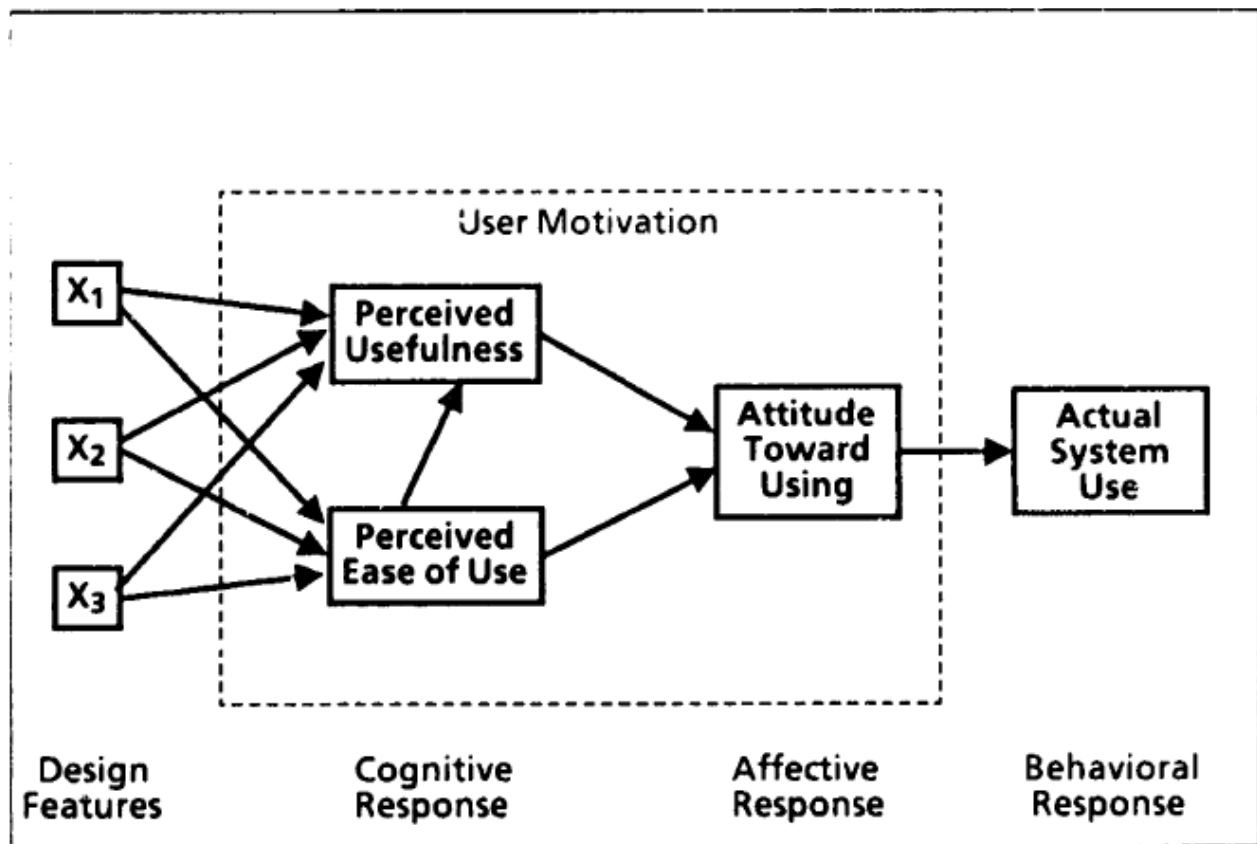 User Motivation
X1
Perceived
Usefulness
X2
Attitude
Toward
Using
Actual
System
Use
X3
Perceived
Ease of Use
Design
Features
Cognitive
Response
Affective
Response
Behavioral
Response